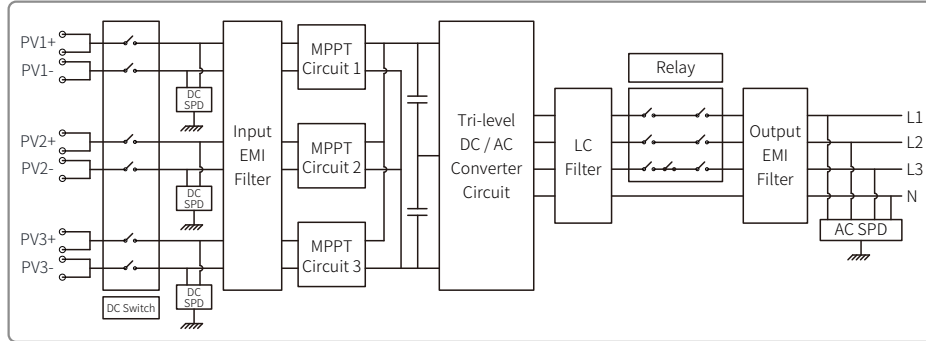 PV1+
PV1-
PV2+
PV2-
PV3+
PV3-
DC Switch
DC
SPD
DC
SPD
DC
SPD
Input
EMI
Filter
MPPT
Circuit 1
MPPT
Circuit 2
MPPT
Circuit 3
Tri-level
DC / AC
Converter
Circuit
LC
Filter
Relay
Output
EMI
Filter
L1
L2
L3
N
AC SPD